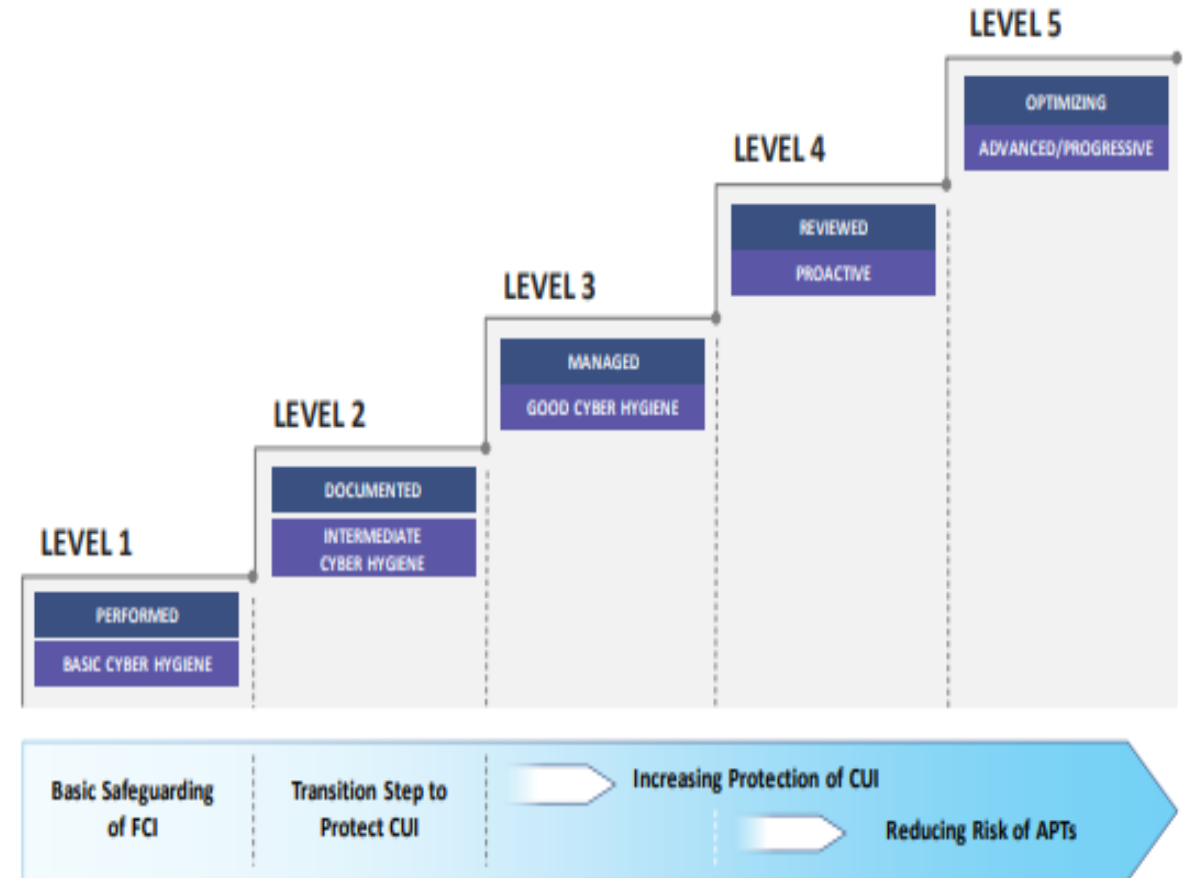 LEVEL 5
OPTIMIZING
ADVANCED/PROGRESSIVE
LEVEL 4
REVIEWED
PROACTIVE
LEVEL 3
MANAGED
GOOD CYBER HYGIENE
LEVEL 2
DOCUMENTED
INTERMEDIATE
CYBER HYGIENE
LEVEL 1
PERFORMED
BASIC CYBER HYGIENE
Basic Safeguarding
of FCI
Transition Step to
Protect CUI
Increasing Protection of CUI
Reducing Risk of APTs